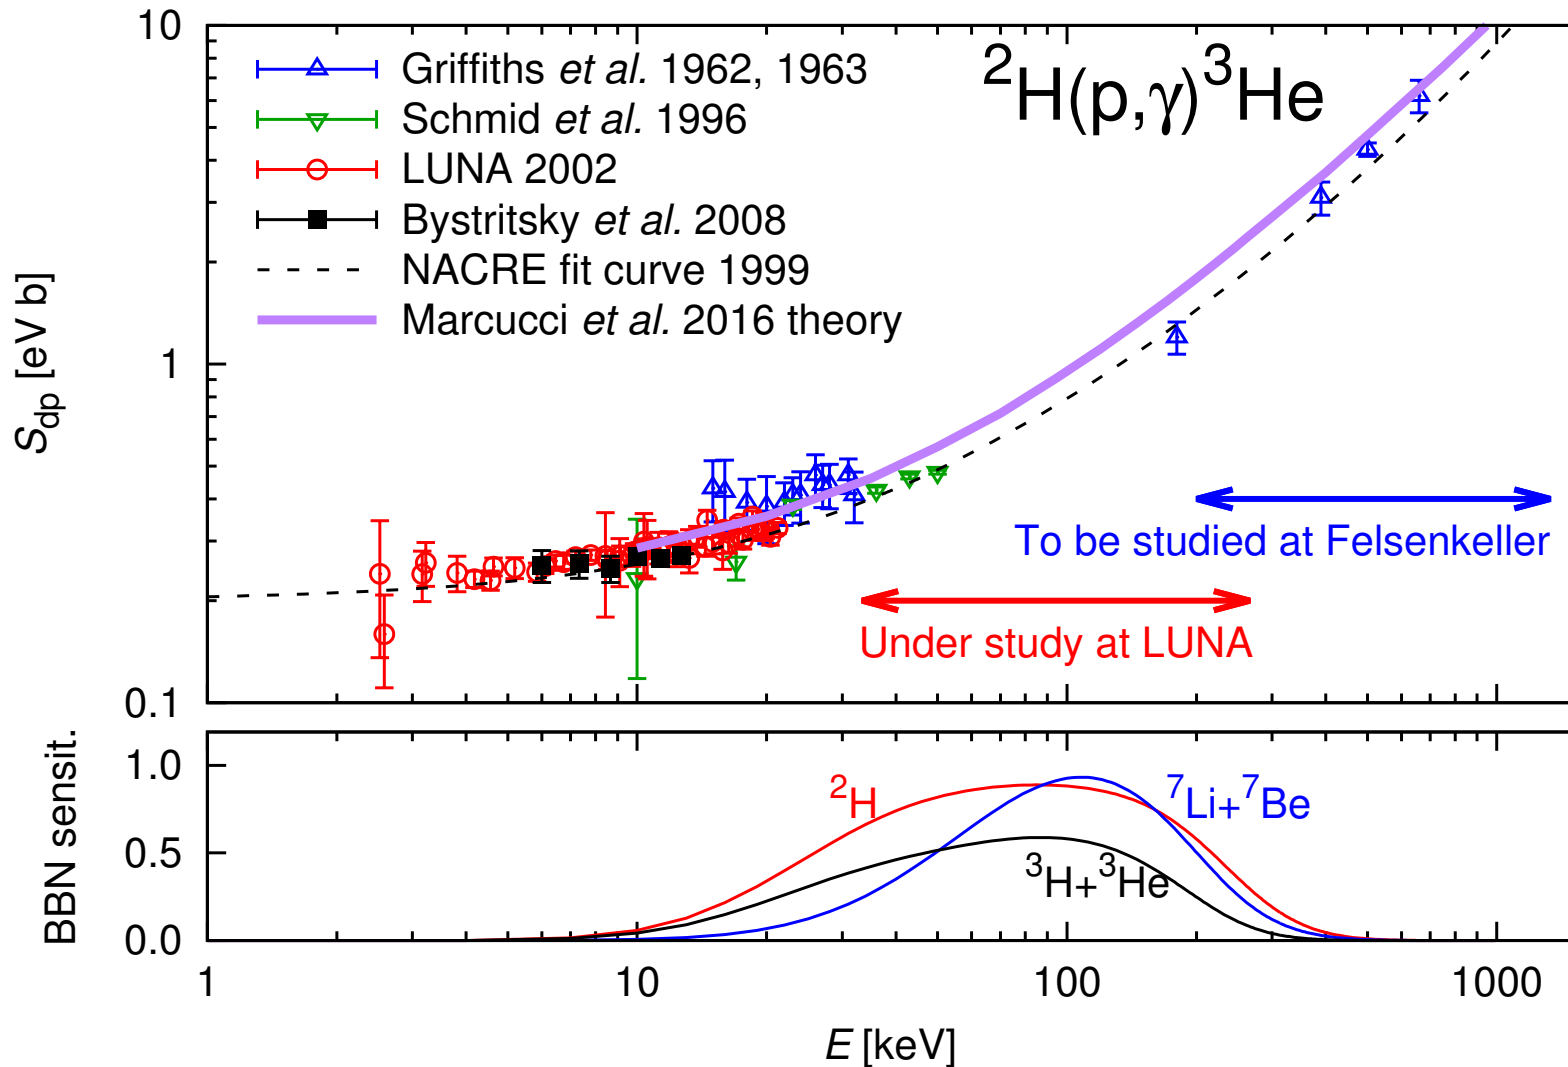 10
1
0.1
S_dp [eV b]
Griffiths et al. 1962, 1963
Schmid et al. 1996
LUNA 2002
Bystritsky et al. 2008
NACRE fit curve 1999
Marcucci et al. 2016 theory
²H(p,γ)³He
To be studied at Felsenkeller
Under study at LUNA
BBN sensit.
1.0
0.5
0.0
²H
⁷Li+⁷Be
³H+³He
1
10
100
1000
E [keV]